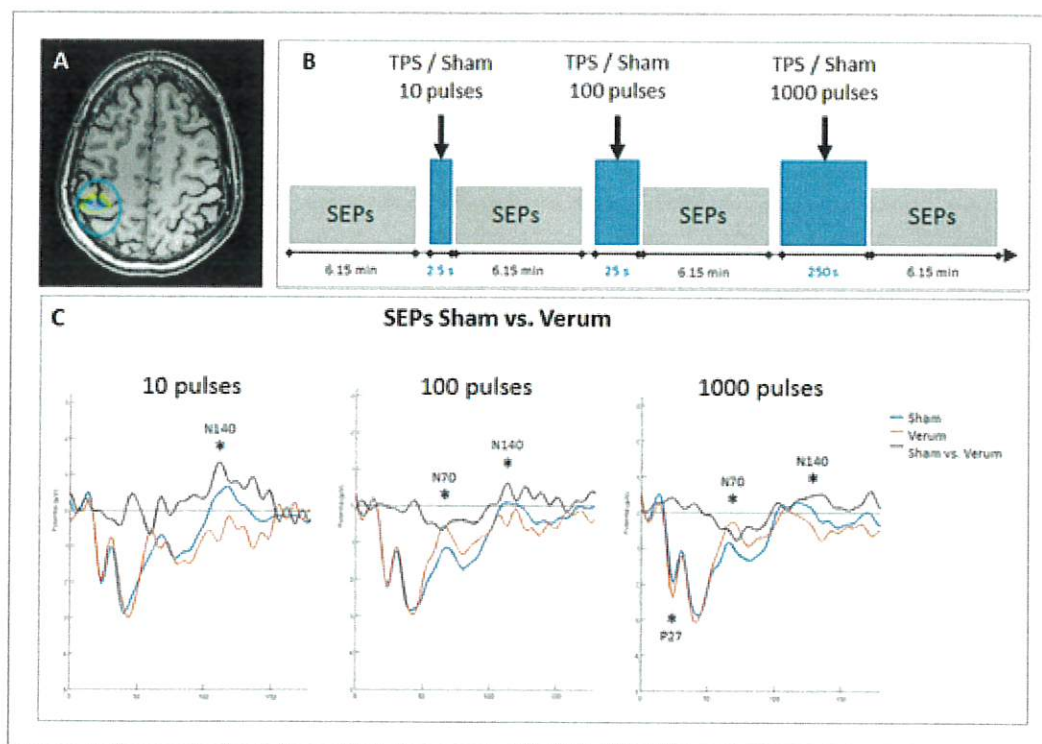 A
B
TPS / Sham
10 pulses
TPS / Sham
100 pulses
TPS / Sham
1000 pulses
SEPs
SEPs
SEPs
SEPs
6.15 min
2.5 s
6.15 min
25 s
6.15 min
250 s
6.15 min
C
SEPs Sham vs. Verum
10 pulses
100 pulses
1000 pulses
N140
*
N140
*
N70
*
N70
*
N140
*
P27
*
Sham
Verum
Sham vs. Verum